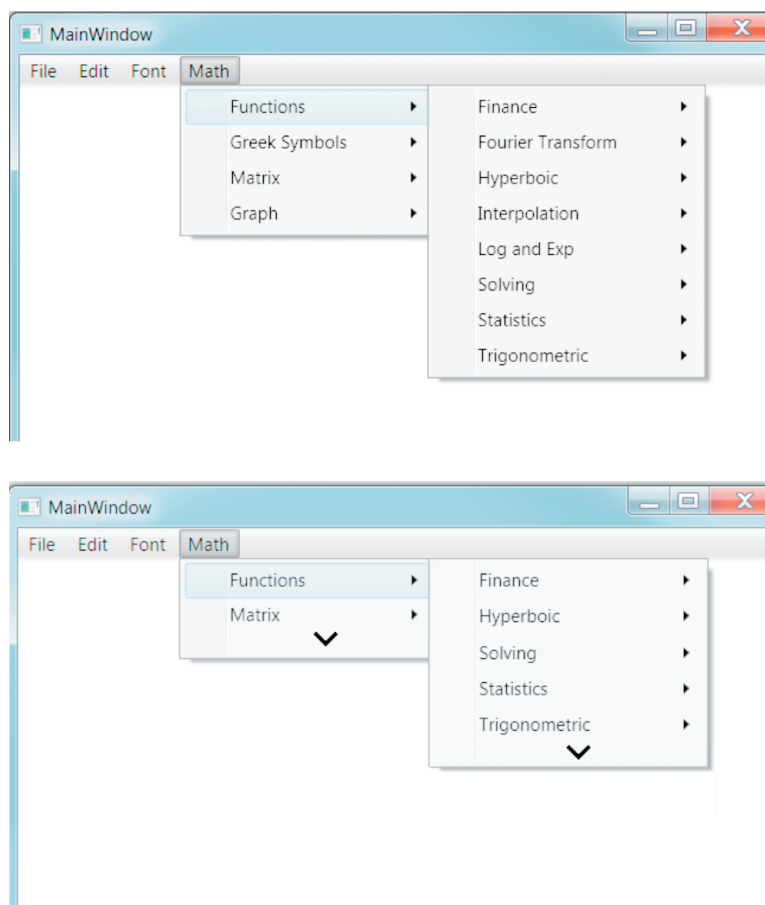 MainWindow
File Edit Font Math
Functions Finance
Greek Symbols Fourier Transform
Matrix Hyperboic
Graph Interpolation
Log and Exp
Solving
Statistics
Trigonometric
MainWindow
File Edit Font Math
Functions Finance
Matrix Hyperboic
Solving
Statistics
Trigonometric